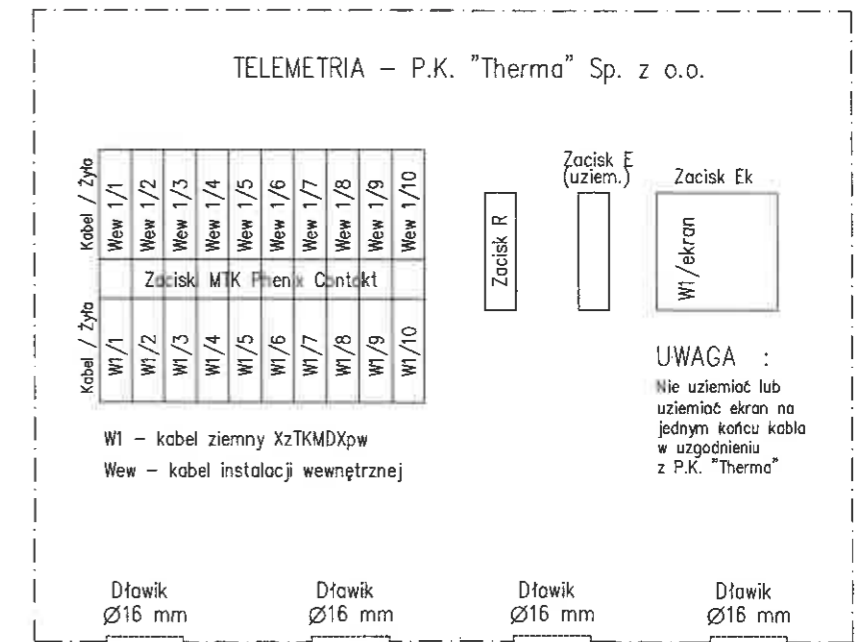 TELEMETRIA – P.K. "Therma" Sp. z o.o.
Kabel / Żyła
Wew 1/1
Wew 1/2
Wew 1/3
Wew 1/4
Wew 1/5
Wew 1/6
Wew 1/7
Wew 1/8
Wew 1/9
Wew 1/10
Zaciski MTK Phenix Contakt
Kabel / Żyła
W1/1
W1/2
W1/3
W1/4
W1/5
W1/6
W1/7
W1/8
W1/9
W1/10
Zacisk R
Zacisk E
(uziem.)
Zacisk Ek
W1/ekran
UWAGA :
Nie uziemiać lub
uziemiać ekran na
jednym końcu kabla
w uzgodnieniu
z P.K. "Therma"
W1 – kabel ziemny XzTKMDXpw
Wew – kabel instalacji wewnętrznej
Dławik
Ø16 mm
Dławik
Ø16 mm
Dławik
Ø16 mm
Dławik
Ø16 mm